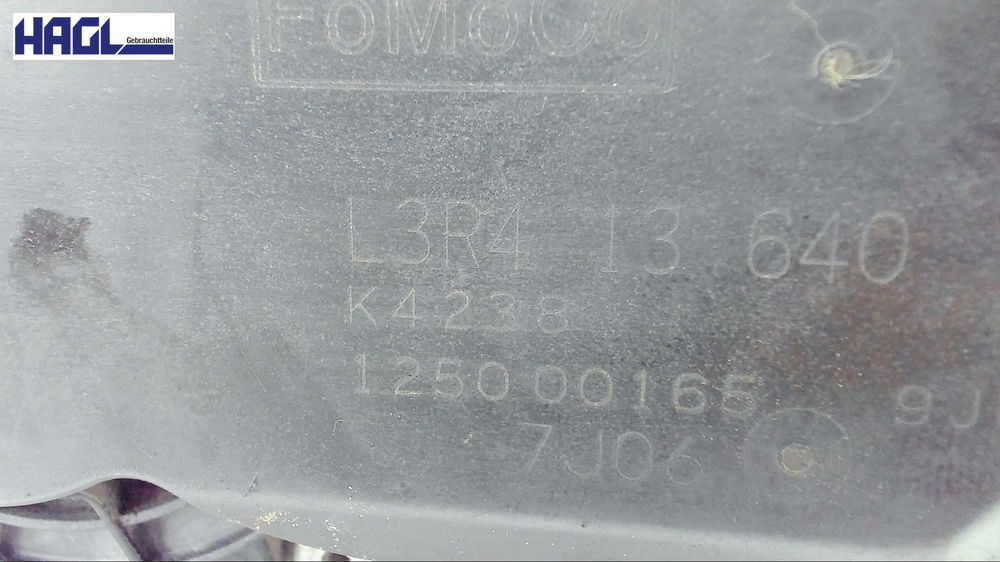 HAGL
Gebrauchtteile
FoMoCo
L3R4 13 640
K4238
125000165
9J
7J06